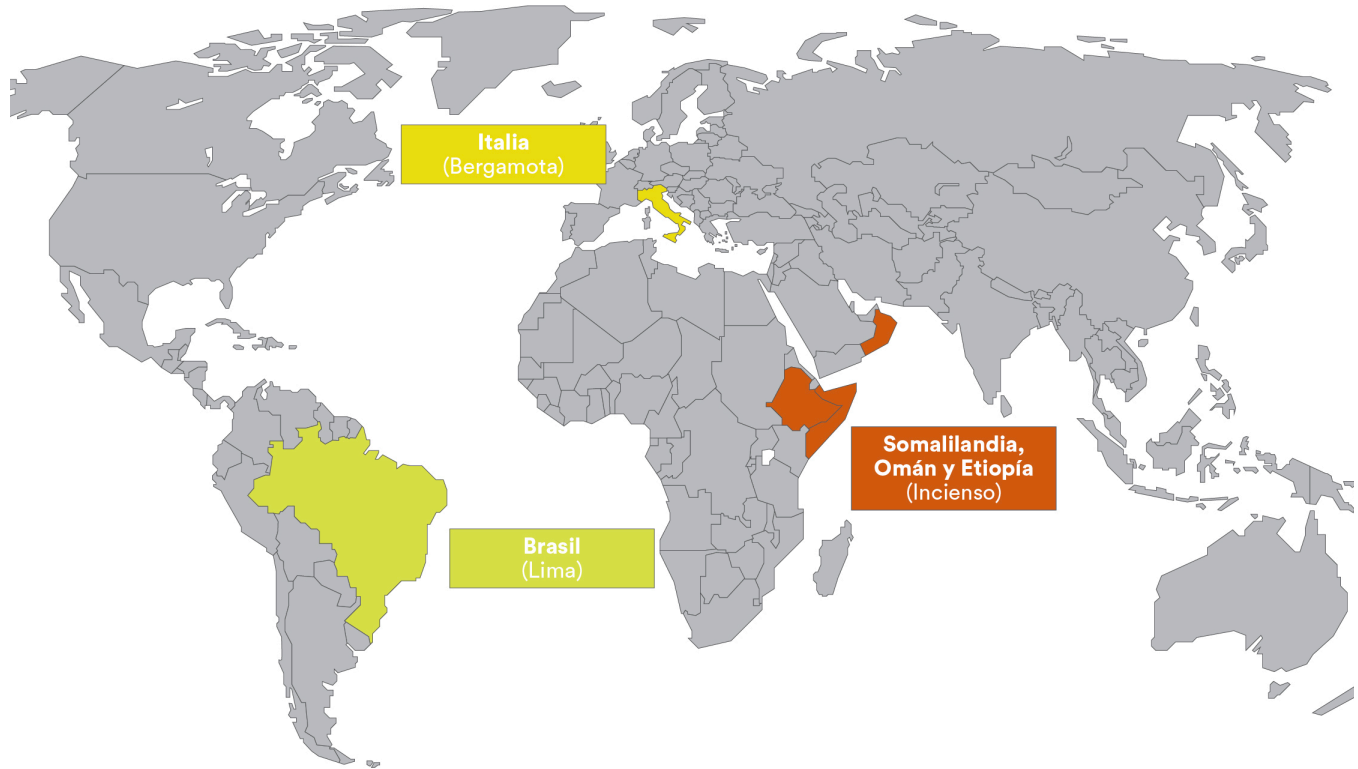 Italia
(Bergamota)
Somalilandia,
Omán y Etiopía
(Incienso)
Brasil
(Lima)